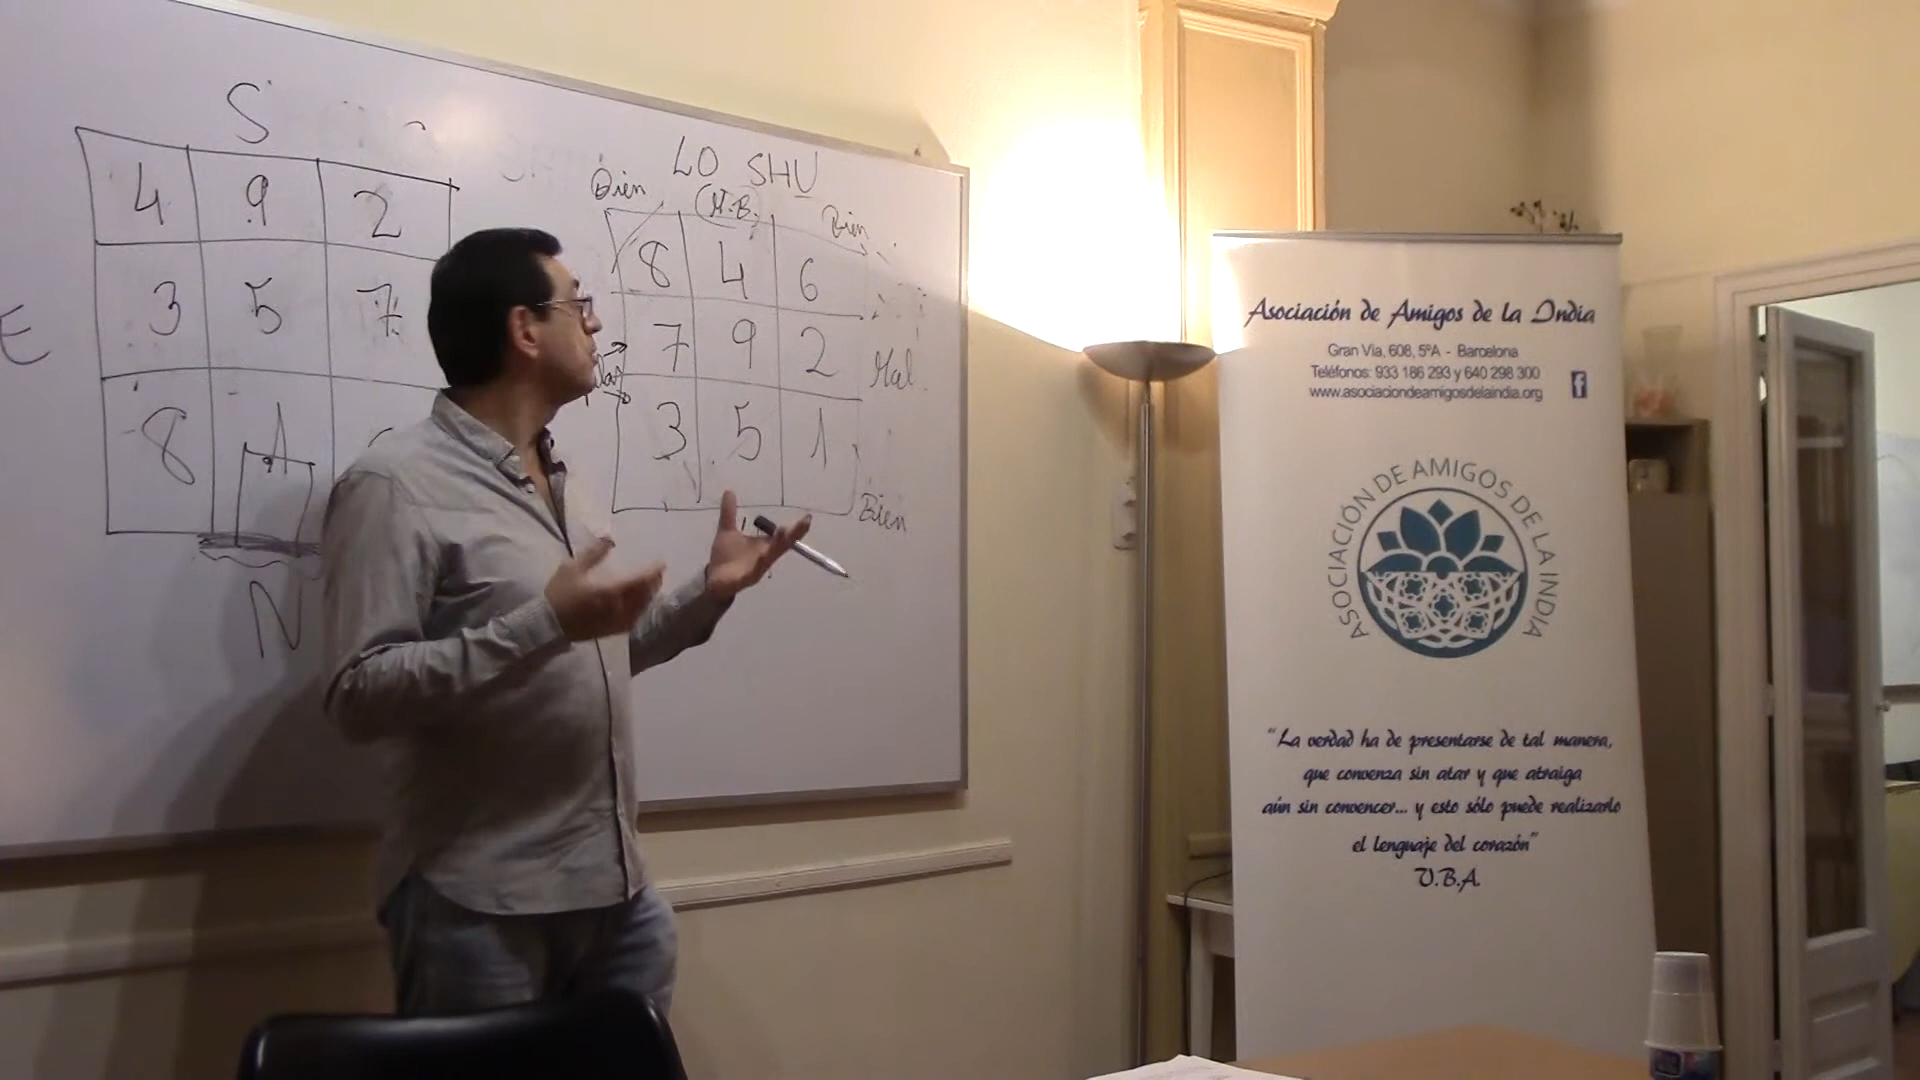 S
4 9 2
3 5 7
E
8 1
N
LO SHU
Bien (M.B.) Bien
8 4 6
7 9 2
Mal
3 5 1
Bien
Asociación de Amigos de la India
Gran Vía, 608, 5ºA - Barcelona
Teléfonos: 933 186 293 y 640 298 300
www.asociaciondeamigosdelaindia.org
f
ASOCIACIÓN DE AMIGOS DE LA INDIA
"La verdad ha de presentarse de tal manera,
que convenza sin atar y que atraiga
aún sin convencer... y esto sólo puede realizarlo
el lenguaje del corazón"
V.B.A.